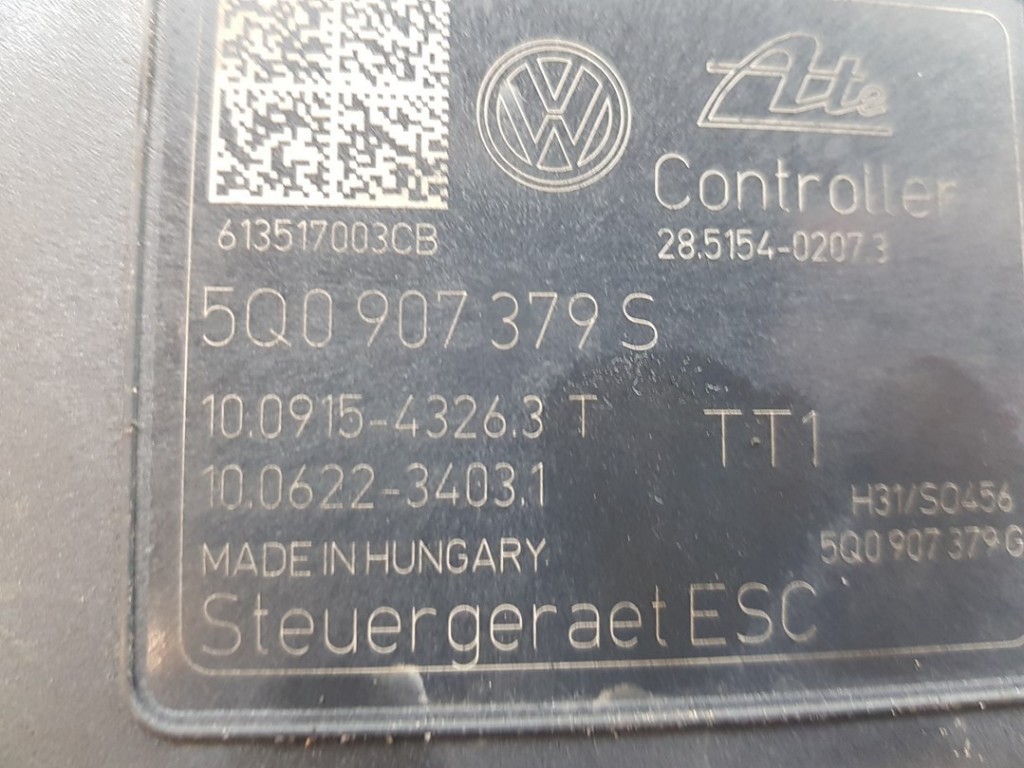 Ate
Controller
613517003CB
28.5154-0207.3
5Q0 907 379 S
10.0915-4326.3 T
TT1
10.0622-3403.1
H31/S0456
MADE IN HUNGARY
5Q0 907 379G
Steuergeraet ESC